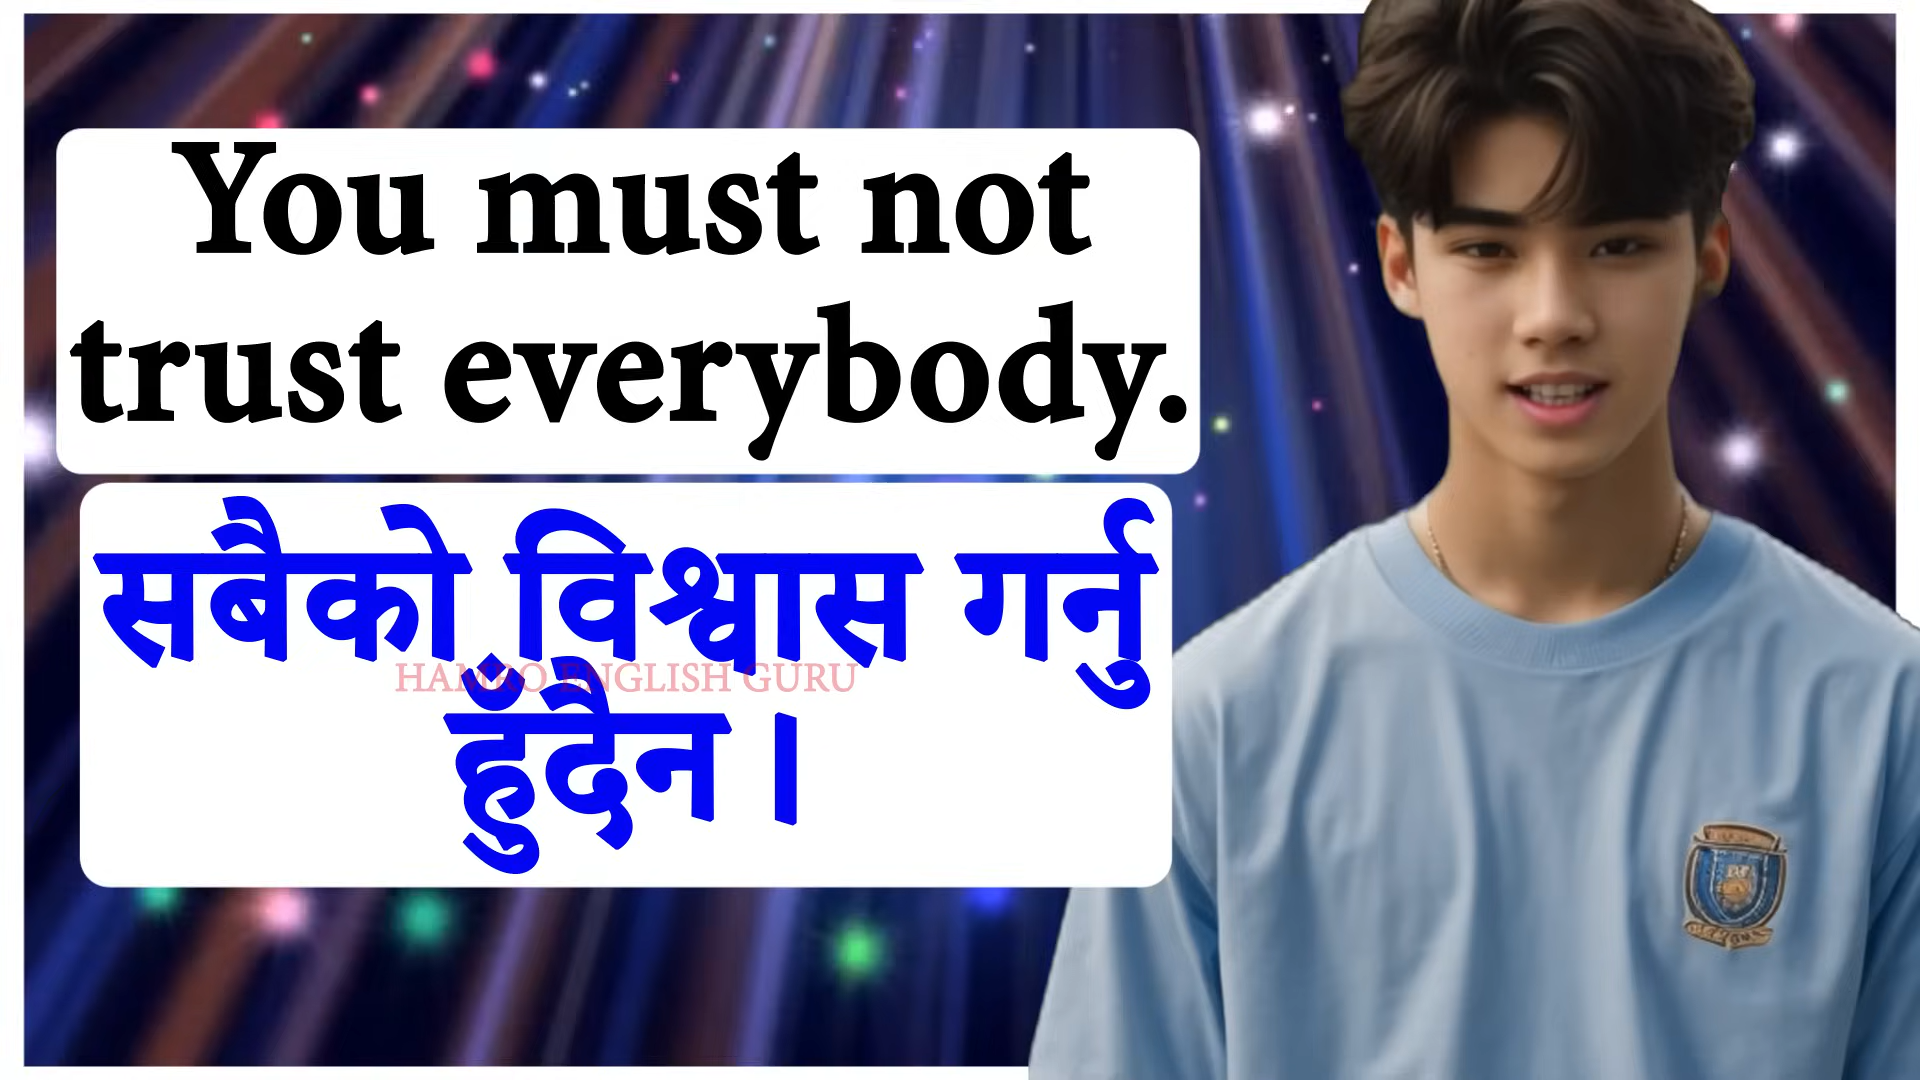 You must not
trust everybody.
सबैको विश्वास गर्नु
HAMRO ENGLISH GURU
हुँदैन ।